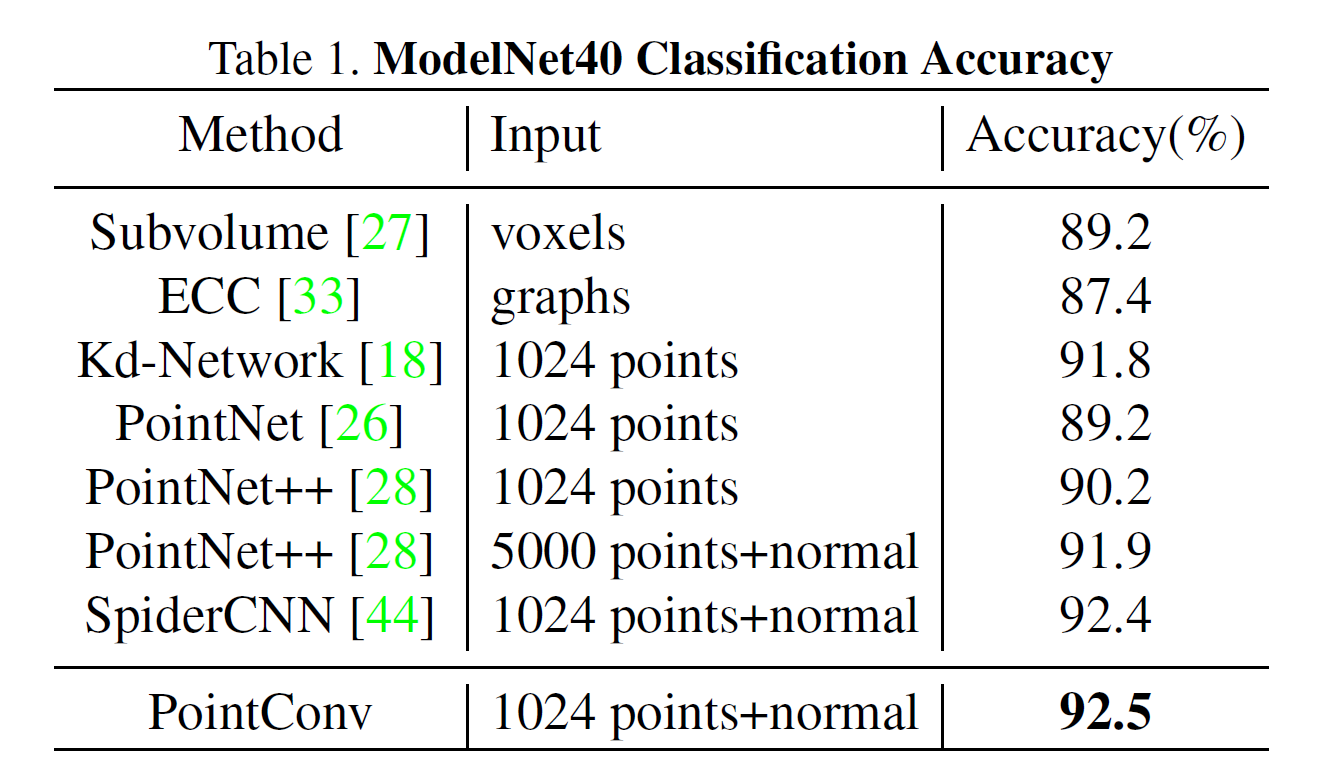 Table 1. ModelNet40 Classification Accuracy
Method Input Accuracy(%)
Subvolume [27] voxels 89.2
ECC [33] graphs 87.4
Kd-Network [18] 1024 points 91.8
PointNet [26] 1024 points 89.2
PointNet++ [28] 1024 points 90.2
PointNet++ [28] 5000 points+normal 91.9
SpiderCNN [44] 1024 points+normal 92.4
PointConv 1024 points+normal 92.5